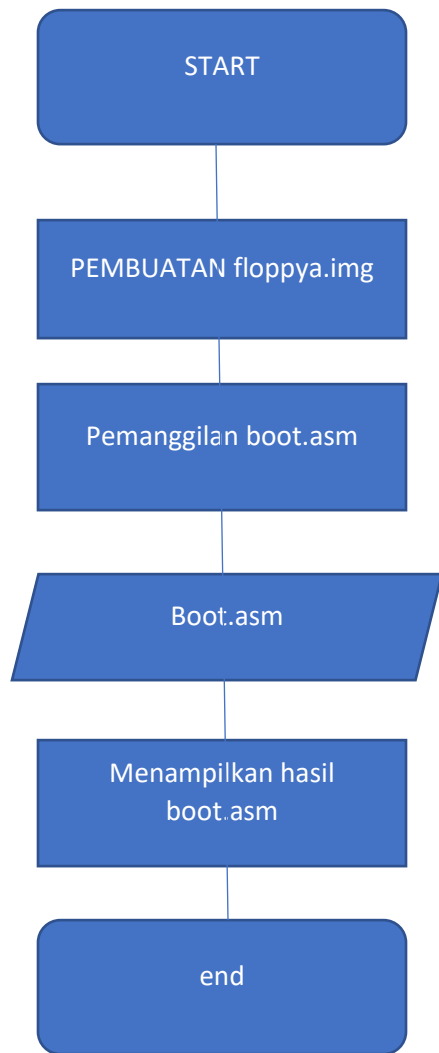 START
PEMBUATAN floppya.img
Pemanggilan boot.asm
Boot.asm
Menampilkan hasil
boot.asm
end